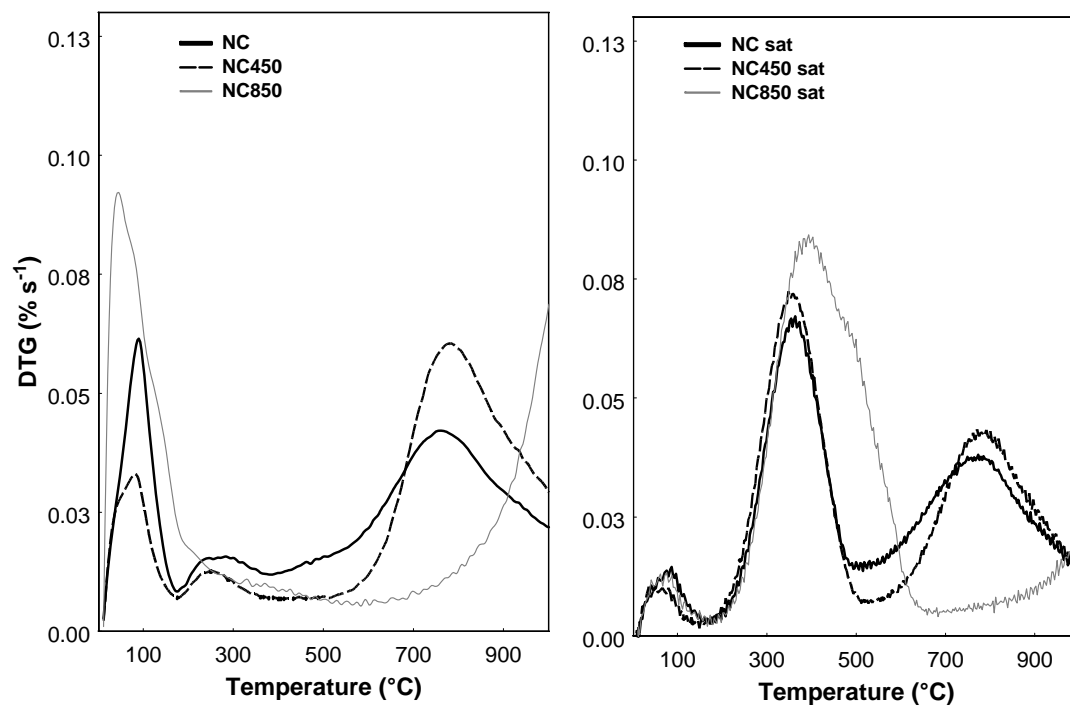 0.13
0.10
0.08
0.05
0.03
0.00
DTG (% s-1)
NC
NC450
NC850
100 300 500 700 900
Temperature (°C)
0.13
0.10
0.08
0.05
0.03
0.00
NC sat
NC450 sat
NC850 sat
100 300 500 700 900
Temperature (°C)